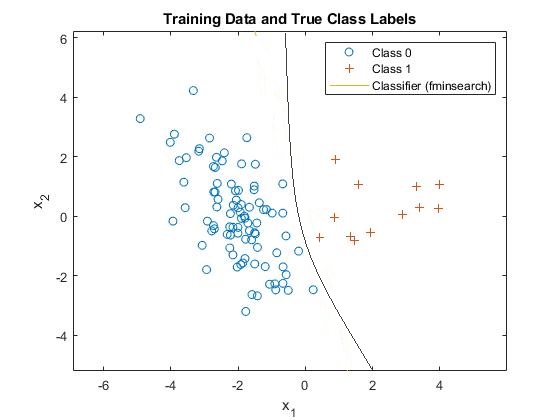 Training Data and True Class Labels
6
4
2
0
-2
-4
x2
-6
-4
-2
0
2
4
6
x1
Class 0
Class 1
Classifier (fminsearch)